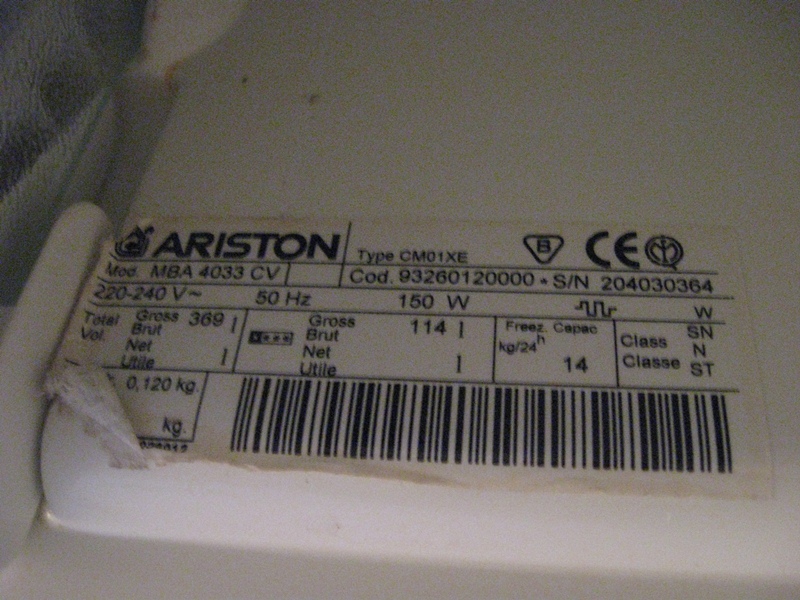 ARISTON Type CM01XE B CE
Mod. MBA 4033 CV Cod. 93260120000 * S/N 204030364
220-240 V~ 50 Hz 150 W W
Total Vol. Gross Brut 369 l
Net Utile l
Gross Brut 114 l
Net Utile l
Freez. Capac kg/24h 14
Class Classe SN N ST
0,120 kg.
kg.